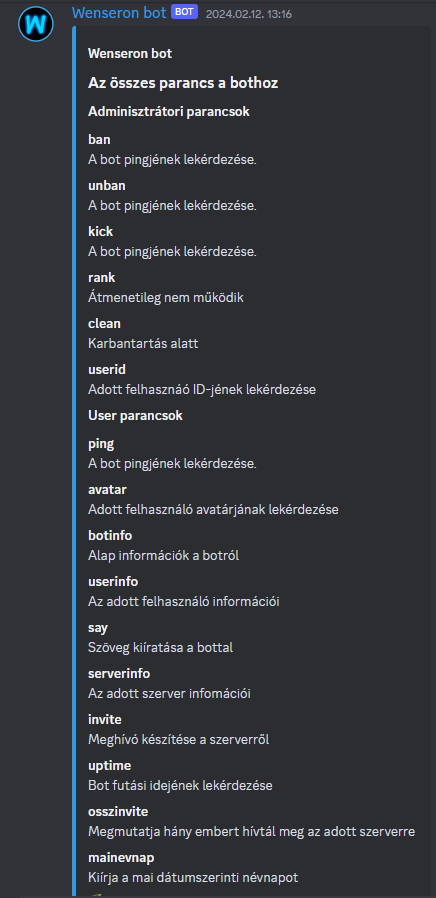 Wenseron bot BOT 2024.02.12. 13:16
W
Wenseron bot
Az összes parancs a bothoz
Adminisztrátori parancsok
ban
A bot pingjének lekérdezése.
unban
A bot pingjének lekérdezése.
kick
A bot pingjének lekérdezése.
rank
Átmenetileg nem működik
clean
Karbantartás alatt
userid
Adott felhasznáó ID-jének lekérdezése
User parancsok
ping
A bot pingjének lekérdezése.
avatar
Adott felhasználó avatárjának lekérdezése
botinfo
Alap információk a botról
userinfo
Az adott felhasználó információi
say
Szöveg kiíratása a bottal
serverinfo
Az adott szerver infomációi
invite
Meghívó készítése a szerverről
uptime
Bot futási idejének lekérdezése
osszinvite
Megmutatja hány embert hívtál meg az adott szerverre
mainevnap
Kiírja a mai dátumszerinti névnapot